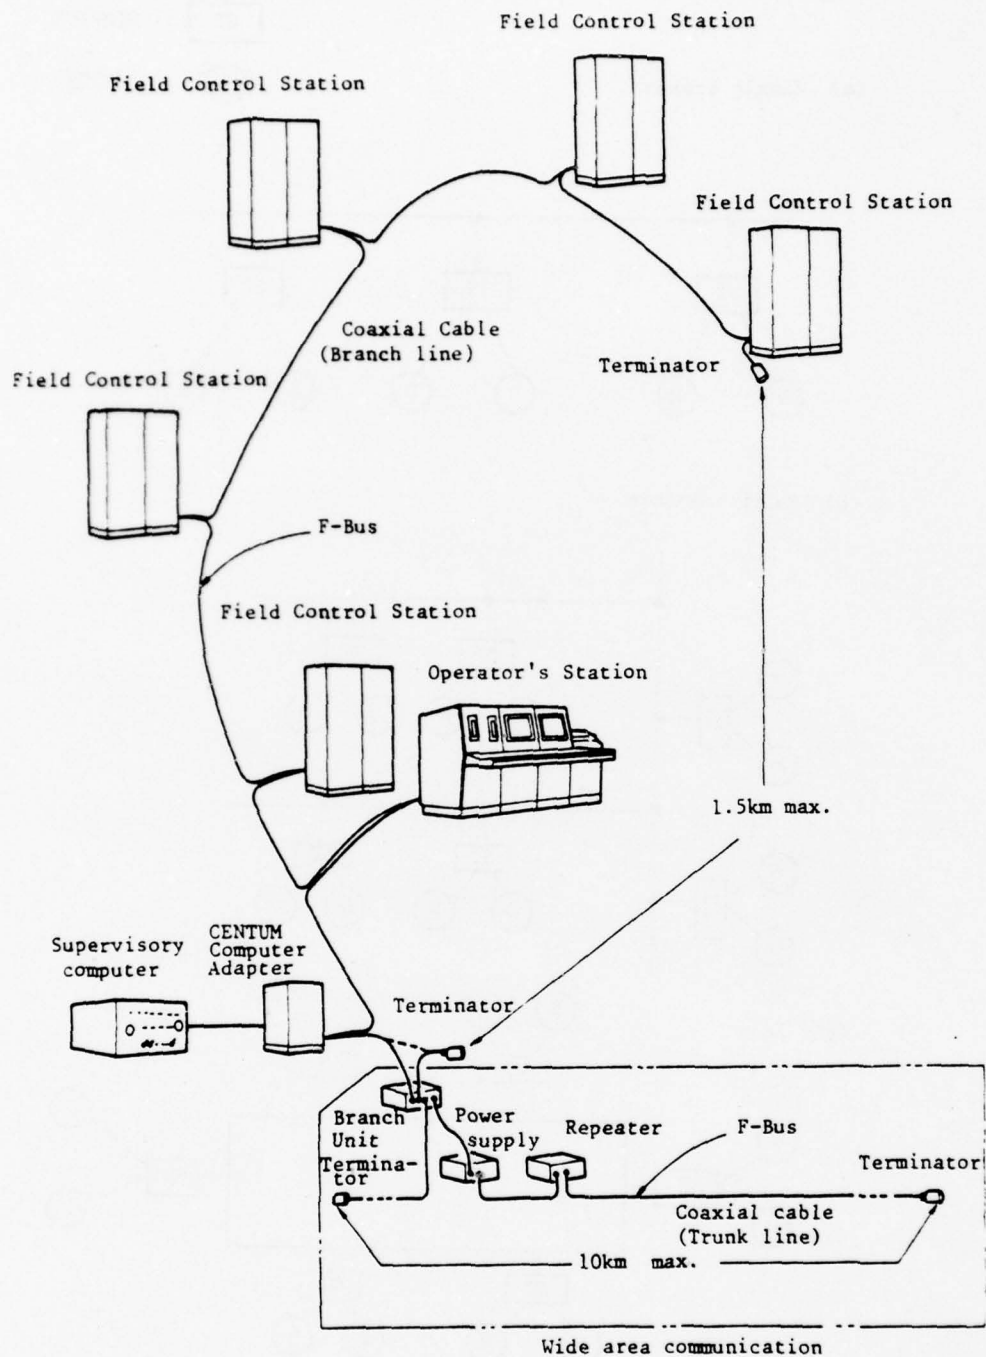 Field Control Station
Field Control Station
Field Control Station
Coaxial Cable
(Branch line)
Terminator
Field Control Station
F-Bus
Field Control Station
Operator's Station
1.5km max.
Supervisory
computer
CENTUM
Computer
Adapter
Terminator
Branch
Unit
Power
supply
Repeater
F-Bus
Termina-
tor
Terminator
Coaxial cable
(Trunk line)
10km max.
Wide area communication